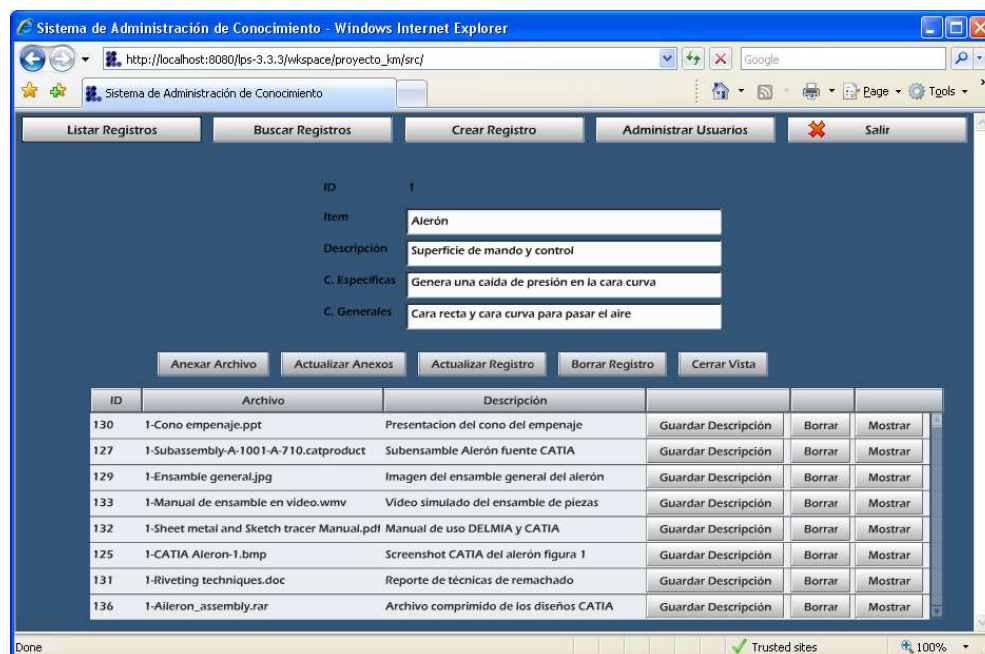 Sistema de Administración de Conocimiento - Windows Internet Explorer
http://localhost:8080/lps-3.3.3/wkspace/proyecto_km/src/
Google
Sistema de Administración de Conocimiento
Page
Tools
Listar Registros Buscar Registros Crear Registro Administrar Usuarios Salir
ID 1
Item Alerón
Descripción Superficie de mando y control
C. Específicas Genera una caída de presión en la cara curva
C. Generales Cara recta y cara curva para pasar el aire
Anexar Archivo Actualizar Anexos Actualizar Registro Borrar Registro Cerrar Vista
ID Archivo Descripción
130 1-Cono empenaje.ppt Presentacion del cono del empenaje Guardar Descripción Borrar Mostrar
127 1-Subassembly-A-1001-A-710.catproduct Subensamble Alerón fuente CATIA Guardar Descripción Borrar Mostrar
129 1-Ensamble general.jpg Imagen del ensamble general del alerón Guardar Descripción Borrar Mostrar
133 1-Manual de ensamble en video.wmv Video simulado del ensamble de piezas Guardar Descripción Borrar Mostrar
132 1-Sheet metal and Sketch tracer Manual.pdf Manual de uso DELMIA y CATIA Guardar Descripción Borrar Mostrar
125 1-CATIA Aleron-1.bmp Screenshot CATIA del alerón figura 1 Guardar Descripción Borrar Mostrar
131 1-Riveting techniques.doc Reporte de técnicas de remachado Guardar Descripción Borrar Mostrar
136 1-Aileron_assembly.rar Archivo comprimido de los diseños CATIA Guardar Descripción Borrar Mostrar
Done Trusted sites 100%